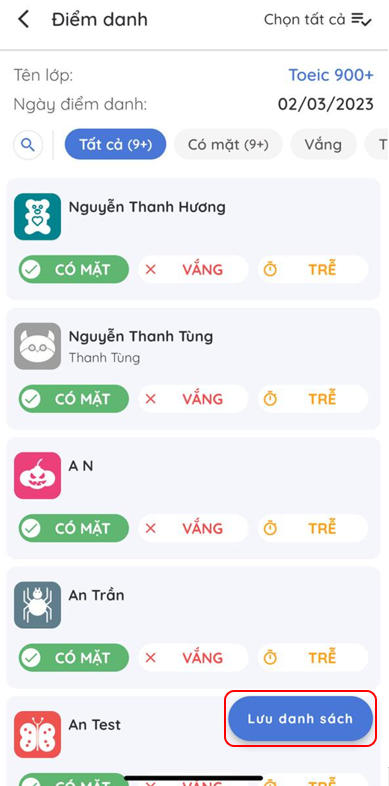 Điểm danh
Chọn tất cả
Tên lớp: Toeic 900+
Ngày điểm danh: 02/03/2023
Tất cả (9+) Có mặt (9+) Vắng T
Nguyễn Thanh Hương
CÓ MẶT VẮNG TRỄ
Nguyễn Thanh Tùng
Thanh Tùng
CÓ MẶT VẮNG TRỄ
A N
CÓ MẶT VẮNG TRỄ
An Trần
CÓ MẶT VẮNG TRỄ
An Test
Lưu danh sách
CÓ MẶT VẮNG TRỄ